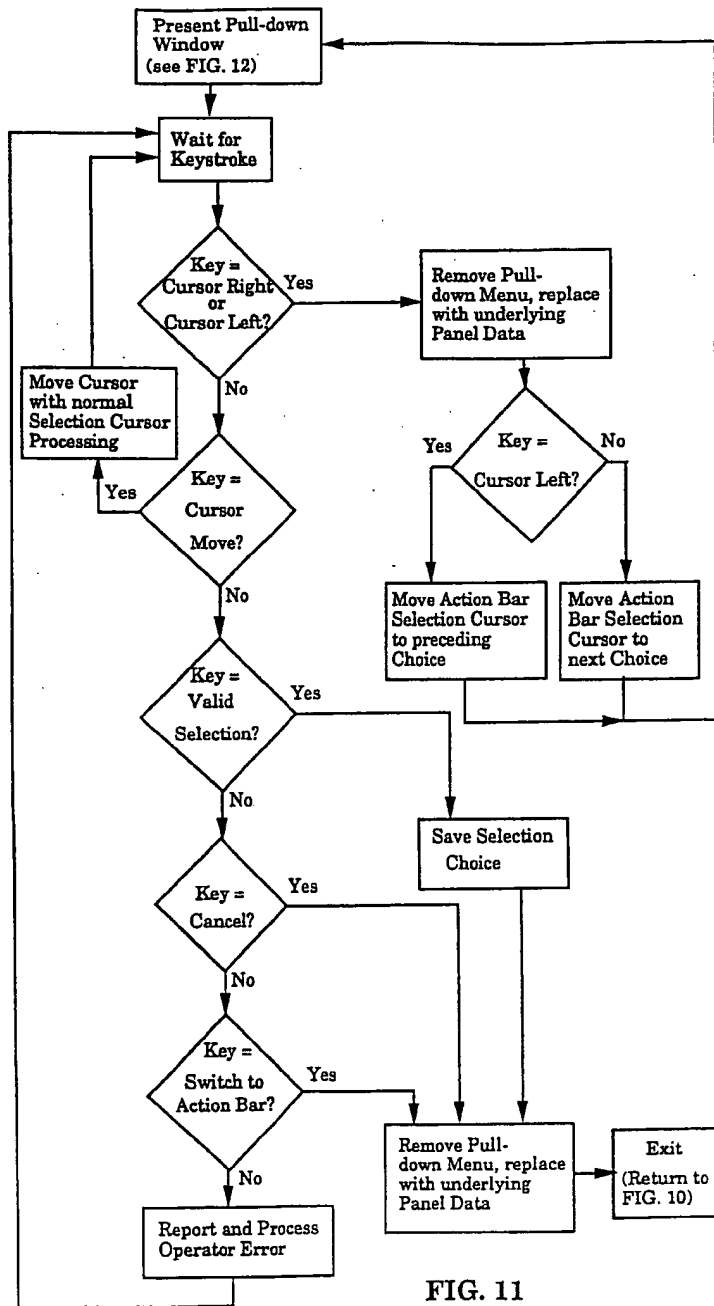 Present Pull-down
Window
(see FIG. 12)
Wait for
Keystroke
Key =
Cursor Right
or
Cursor Left?
Yes
Remove Pull-
down Menu, replace
with underlying
Panel Data
No
Move Cursor
with normal
Selection Cursor
Processing
Yes
Key =
Cursor
Move?
Yes
Key =
Cursor Left?
No
No
Move Action Bar
Selection Cursor
to preceding
Choice
Move Action
Bar Selection
Cursor to
next Choice
Key =
Valid
Selection?
Yes
No
Save Selection
Choice
Key =
Cancel?
Yes
No
Key =
Switch to
Action Bar?
Yes
Remove Pull-
down Menu, replace
with underlying
Panel Data
Exit
(Return to
FIG. 10)
No
Report and Process
Operator Error
FIG. 11